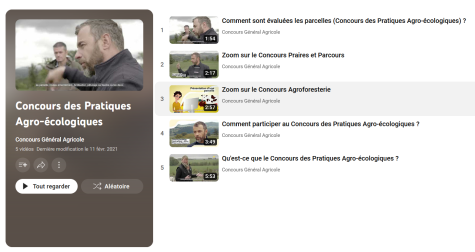 Concours des Pratiques
Agro-écologiques
Concours Général Agricole
5 vidéos Dernière modification le 11 févr. 2021
Tout regarder
Aléatoire
1
1:54
Comment sont évaluées les parcelles (Concours des Pratiques Agro-écologiques) ?
Concours Général Agricole
2
2:17
Zoom sur le Concours Praires et Parcours
Concours Général Agricole
3
3:57
Zoom sur le Concours Agroforesterie
Concours Général Agricole
4
3:49
Comment participer au Concours des Pratiques Agro-écologiques ?
Concours Général Agricole
5
5:53
Qu'est-ce que le Concours des Pratiques Agro-écologiques ?
Concours Général Agricole